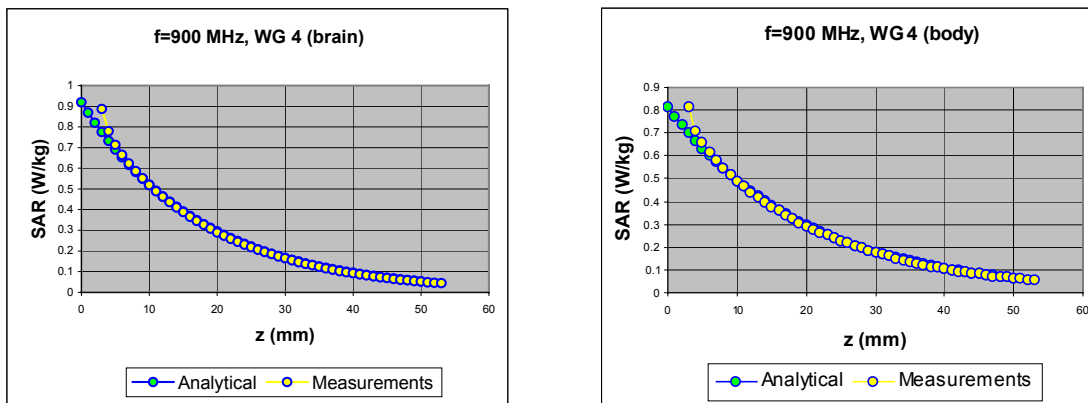 f=900 MHz, WG 4 (brain)
SAR (W/kg)
1
0.9
0.8
0.7
0.6
0.5
0.4
0.3
0.2
0.1
0
0 10 20 30 40 50 60
z (mm)
Analytical Measurements
f=900 MHz, WG 4 (body)
SAR (W/kg)
0.9
0.8
0.7
0.6
0.5
0.4
0.3
0.2
0.1
0
0 10 20 30 40 50 60
z (mm)
Analytical Measurements